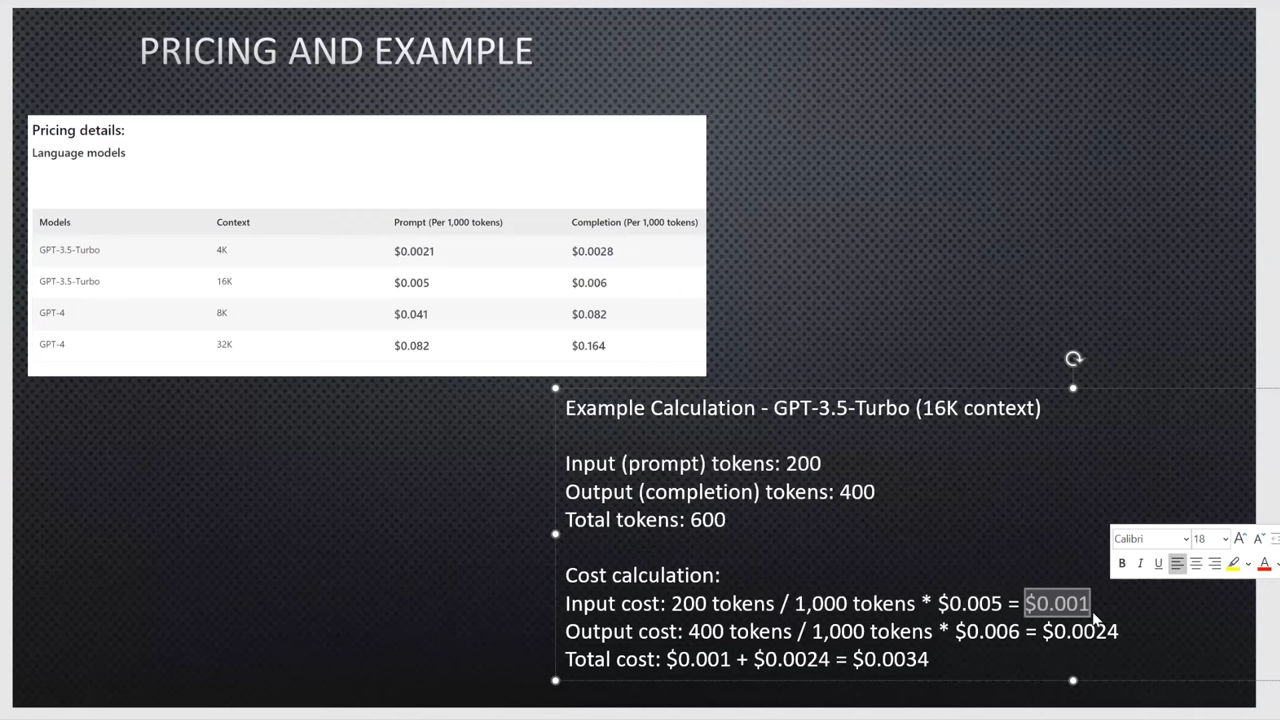 PRICING AND EXAMPLE
Pricing details:
Language models
Models Context Prompt (Per 1,000 tokens) Completion (Per 1,000 tokens)
GPT-3.5-Turbo 4K $0.0021 $0.0028
GPT-3.5-Turbo 16K $0.005 $0.006
GPT-4 8K $0.041 $0.082
GPT-4 32K $0.082 $0.164
Example Calculation - GPT-3.5-Turbo (16K context)
Input (prompt) tokens: 200
Output (completion) tokens: 400
Total tokens: 600
Cost calculation:
Input cost: 200 tokens / 1,000 tokens * $0.005 = $0.001
Output cost: 400 tokens / 1,000 tokens * $0.006 = $0.0024
Total cost: $0.001 + $0.0024 = $0.0034
Calibri 18 A A
B I U A